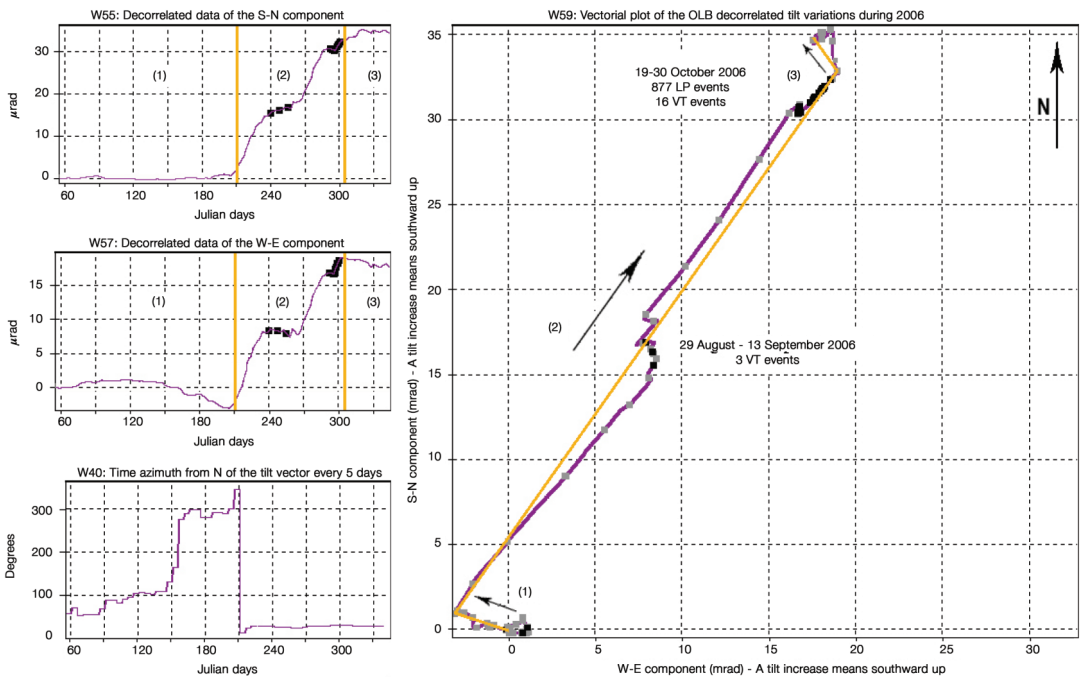 W55: Decorrelated data of the S-N component
30
20
10
0
µrad
(1)
(2)
(3)
60
120
180
240
300
Julian days
W57: Decorrelated data of the W-E component
15
10
5
0
µrad
(1)
(2)
(3)
60
120
180
240
300
Julian days
W40: Time azimuth from N of the tilt vector every 5 days
300
200
100
0
Degrees
60
120
180
240
300
Julian days
W59: Vectorial plot of the OLB decorrelated tilt variations during 2006
35
30
25
20
15
10
5
0
S-N component (mrad) - A tilt increase means southward up
19-30 October 2006
877 LP events
16 VT events
(3)
N
(2)
29 August - 13 September 2006
3 VT events
(1)
0
5
10
15
20
25
30
W-E component (mrad) - A tilt increase means southward up